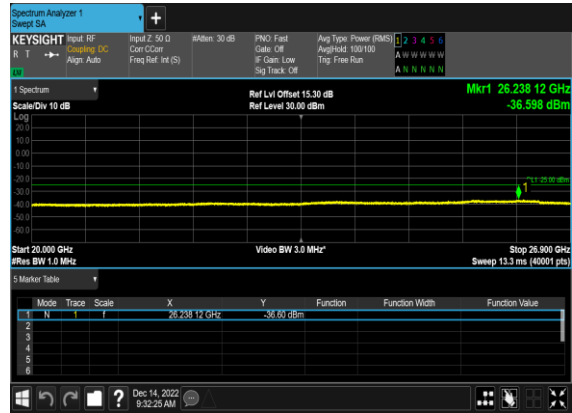 Spectrum Analyzer 1
Swept SA
+
KEYSIGHT Input: RF Input Z: 50 Ω #Atten: 30 dB PNO: Fast Avg Type: Power (RMS) 1 2 3 4 5 6
R T Coupling: DC Corr CCorr Gate: Off Avg|Hold: 100/100 A W W W W W
Align: Auto Freq Ref: Int (S) IF Gain: Low Trig: Free Run
Sig Track: Off A N N N N N
LW
1 Spectrum Ref Lvl Offset 15.30 dB Mkr1 26.238 12 GHz
Scale/Div 10 dB Ref Level 30.00 dBm -36.598 dBm
Log
20.0
10.0
0.00
-10.0
-20.0
DL1 -25.00 dBm
1
-30.0
-40.0
-50.0
-60.0
Start 20.000 GHz Video BW 3.0 MHz* Stop 26.900 GHz
#Res BW 1.0 MHz Sweep 13.3 ms (40001 pts)
5 Marker Table
Mode Trace Scale X Y Function Function Width Function Value
1 N 1 f 26.238 12 GHz -36.60 dBm
2
3
4
5
6
? Dec 14, 2022
9:32:25 AM